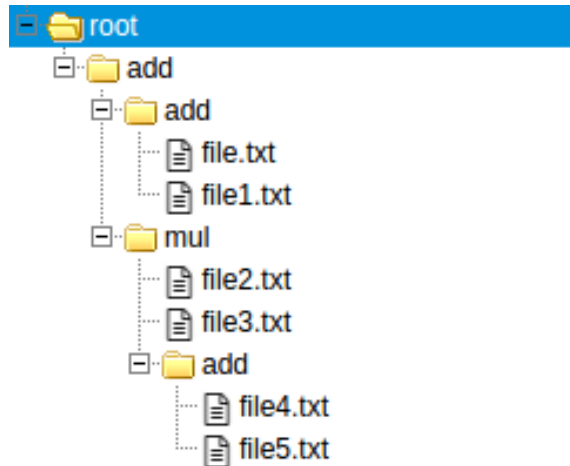 root
add
add
file.txt
file1.txt
mul
file2.txt
file3.txt
add
file4.txt
file5.txt